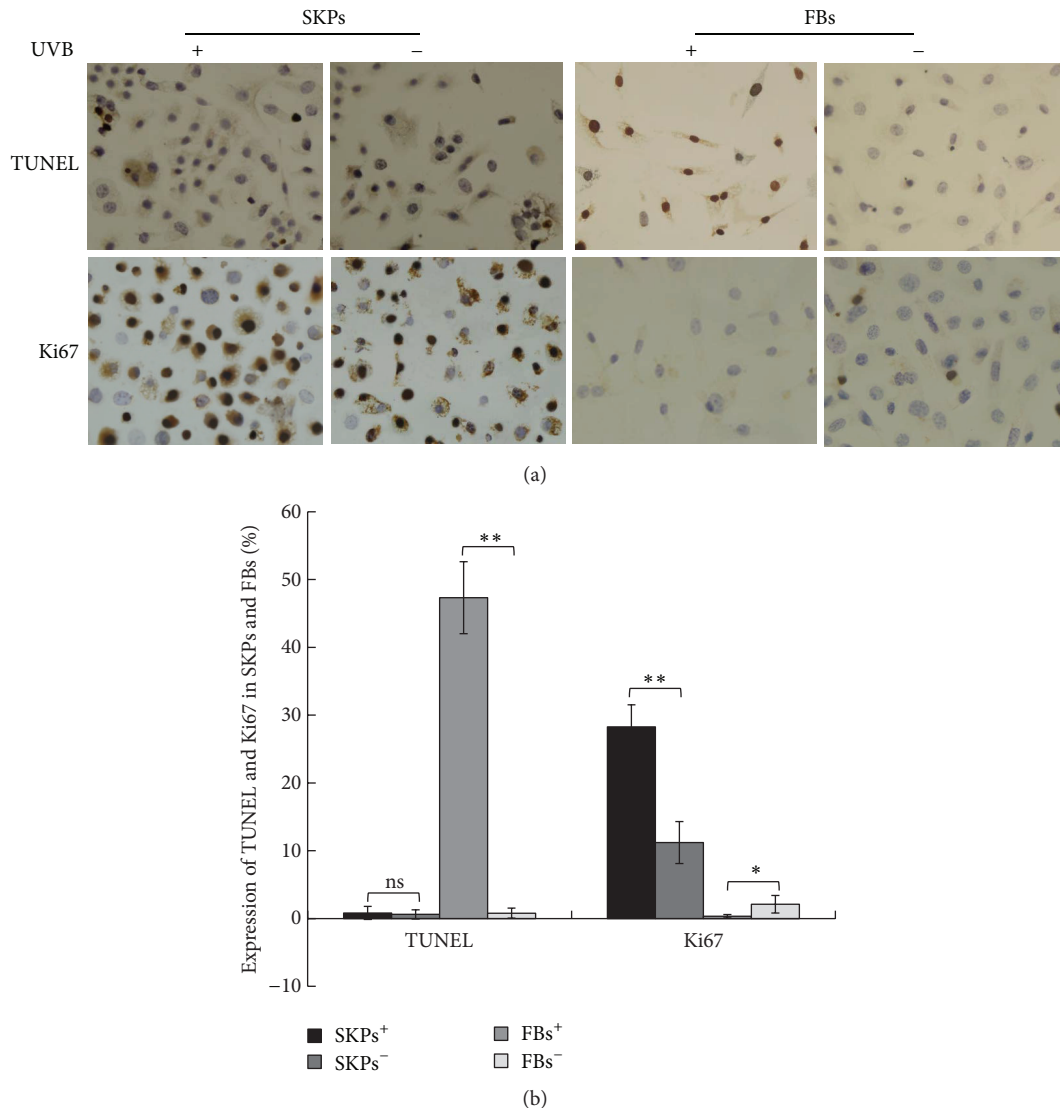 SKPs FBs
UVB + − + −
TUNEL
Ki67
(a)
Expression of TUNEL and Ki67 in SKPs and FBs (%)
60
50
40
30
20
10
0
−10
**
ns
**
*
TUNEL Ki67
SKPs⁺ FBs⁺
SKPs⁻ FBs⁻
(b)